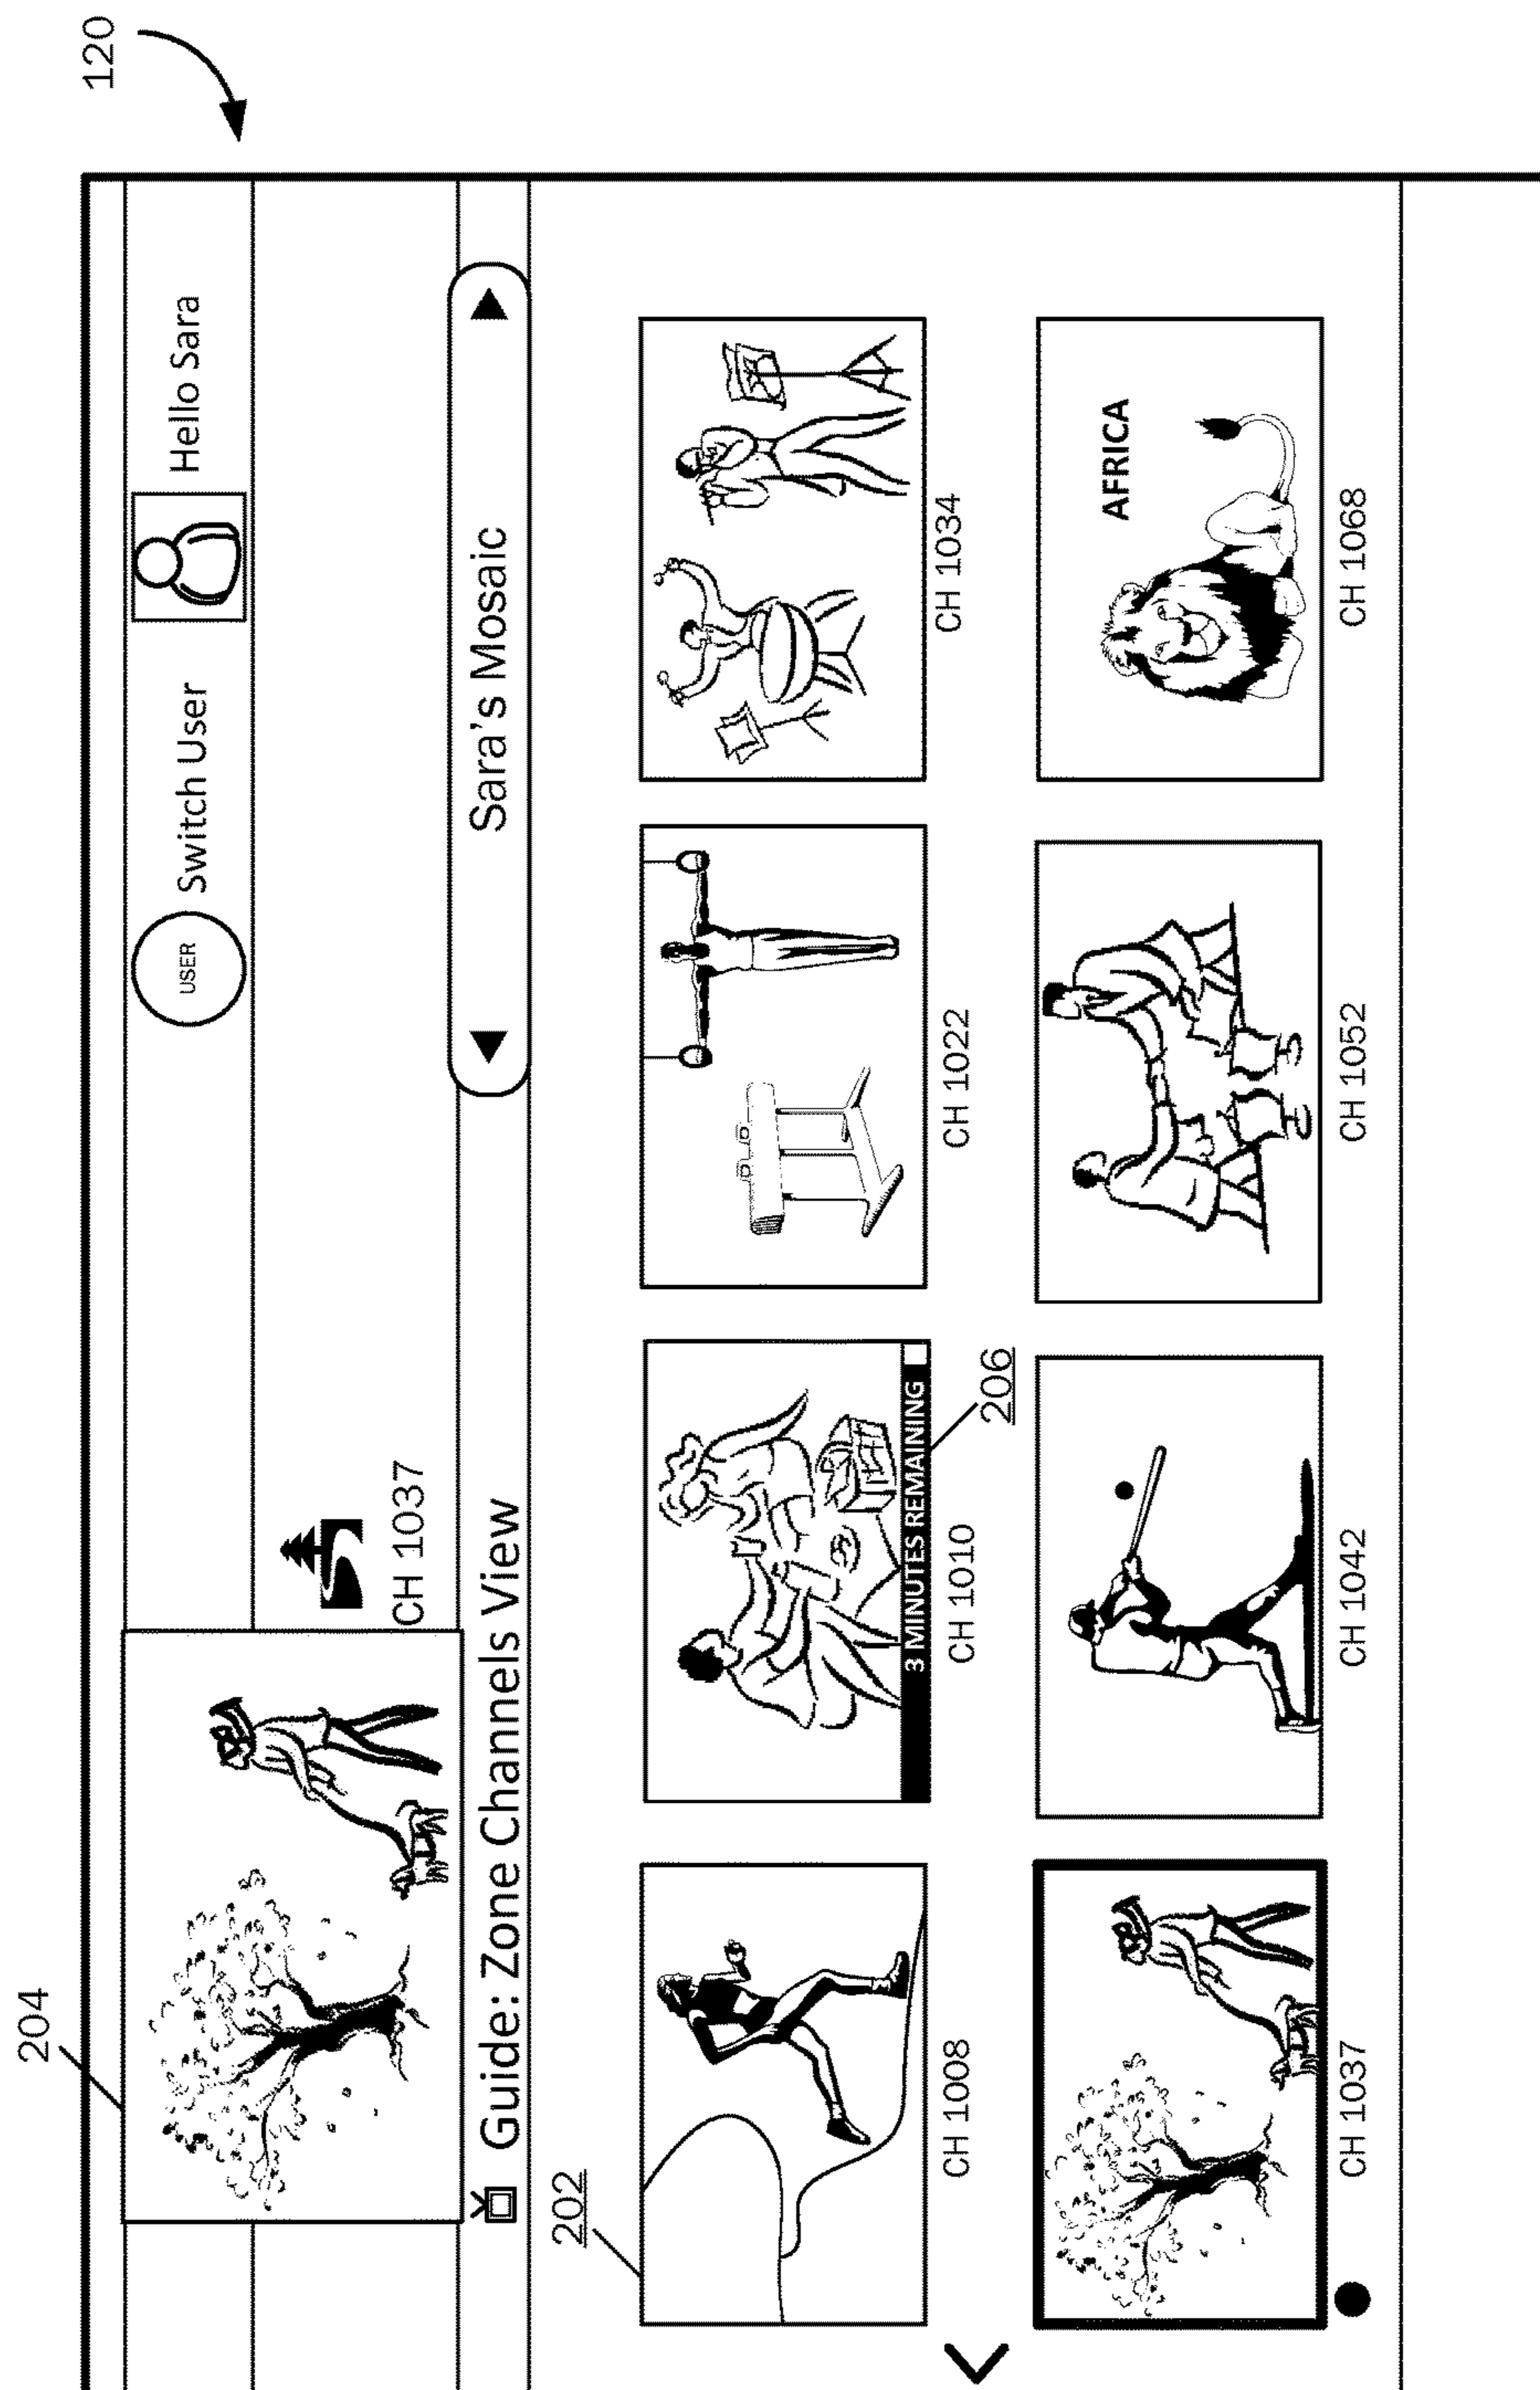 120
204
USER Switch User Hello Sara
CH 1037
Guide: Zone Channels View
Sara's Mosaic
202
3 MINUTES REMAINING
206
CH 1008
CH 1010
CH 1022
CH 1034
AFRICA
CH 1037
CH 1042
CH 1052
CH 1068